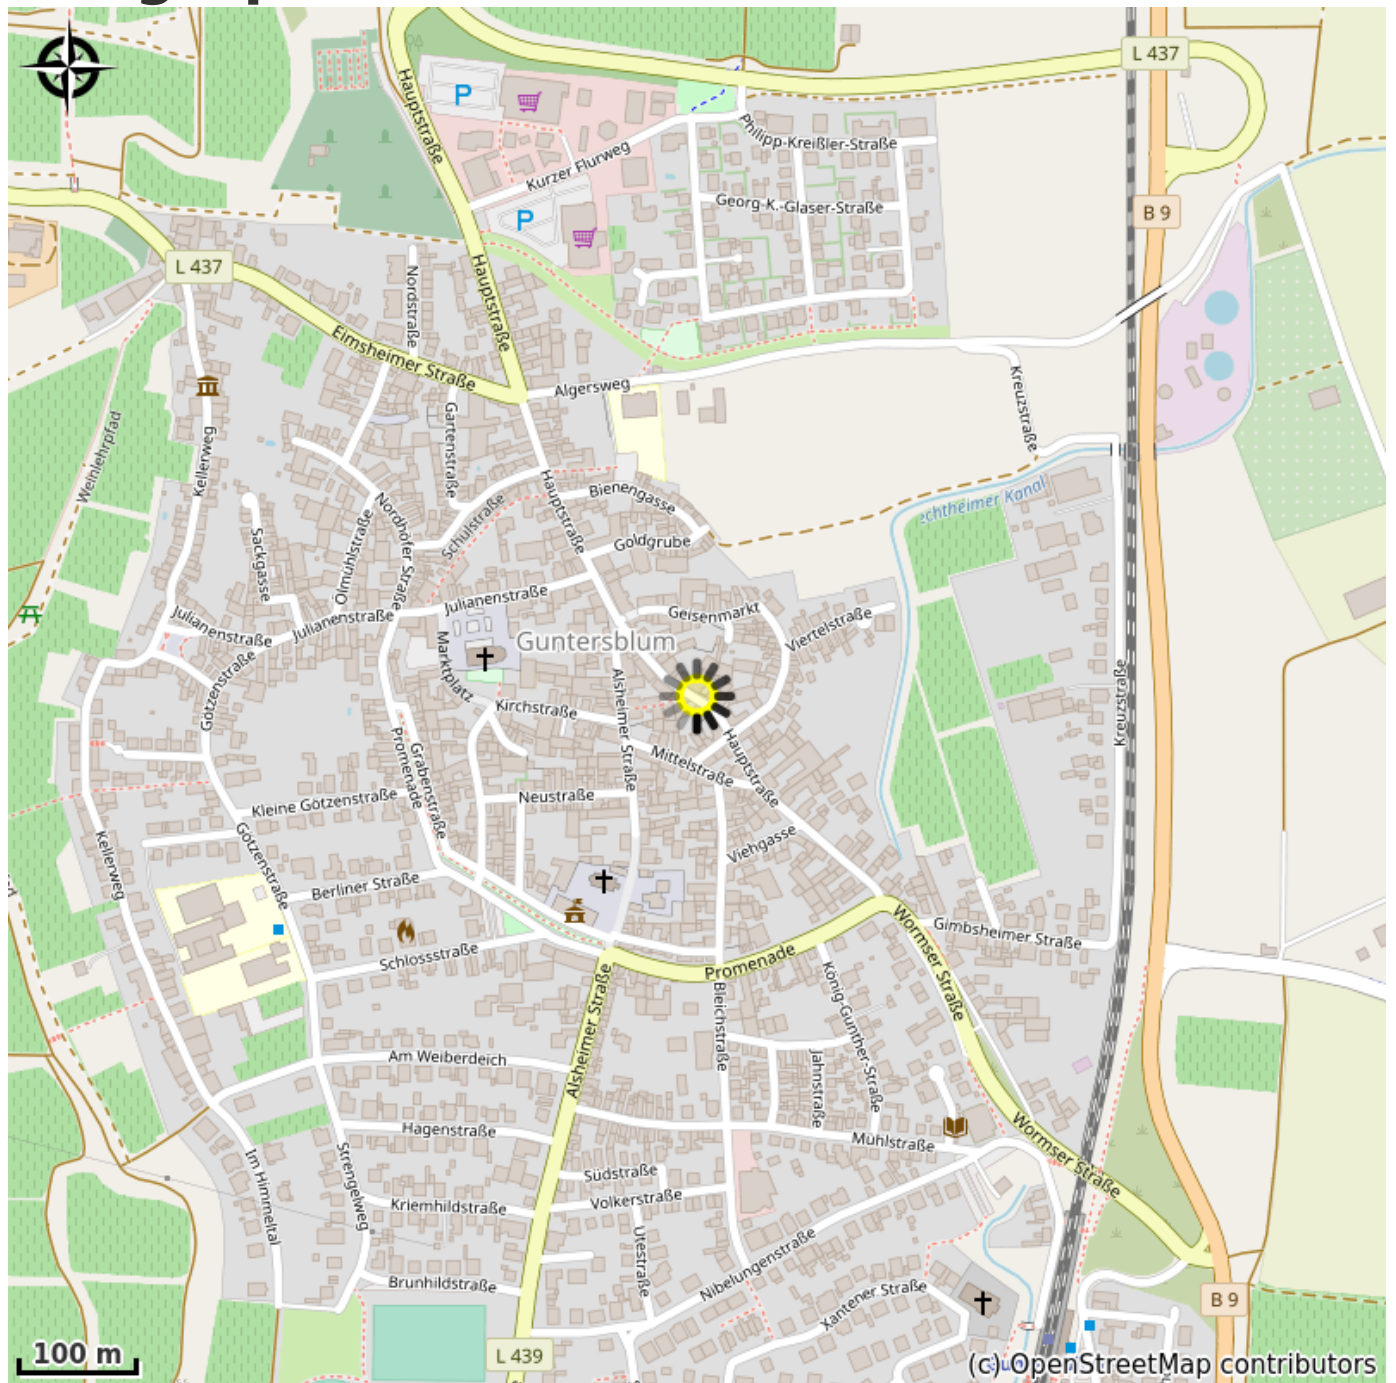 L 437
Hauptstraße
P
Philipp-Kreißler-Straße
Kurzer Flurweg
Georg-K.-Glaser-Straße
P
B 9
L 437
Hauptstraße
Nordstraße
Eimsheimer Straße
Algersweg
Kreuzstraße
Gartenstraße
Weinlehrpfad
Kellerweg
Hauptstraße
Bienengasse
Schulstraße
Nordhofer Straße
Sackgasse
Ölmühlstraße
Goldgrube
Julianenstraße
Geisenmarkt
Viertelstraße
Julianenstraße
Julianenstraße
Guntersblum
Marktplatz
Götzenstraße
Alsheimer Straße
Kirchstraße
Kreuzstraße
Promenade
Grabenstraße
Mittelstraße
Hauptstraße
Neustraße
Kleine Götzenstraße
Götzenstraße
Viehgasse
Kellerweg
Berliner Straße
Gimbsheimer Straße
Wormser Straße
Schlossstraße
Promenade
Alsheimer Straße
Bleichstraße
König-Gunther-Straße
Am Weiberdeich
Jahnstraße
Hagenstraße
Mühlstraße
Wormser Straße
Im Himmeltal
Strengelweg
Südstraße
Volkerstraße
Kriemhildstraße
Utestraße
Nibelungenstraße
Brunhildstraße
Xantener Straße
B 9
L 439
100 m
(c) OpenStreetMap contributors